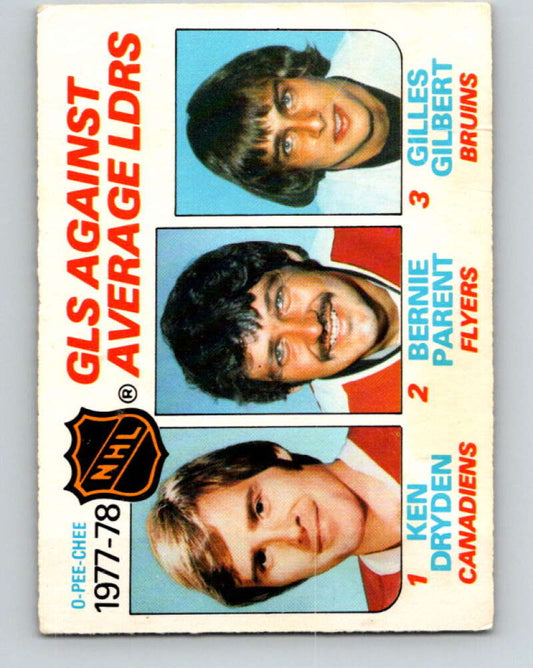 O-PEE-CHEE
1977-78
NHL
®
GLS AGAINST
AVERAGE LDRS
1
KEN
DRYDEN
CANADIENS
2
BERNIE
PARENT
FLYERS
3
GILLES
GILBERT
BRUINS